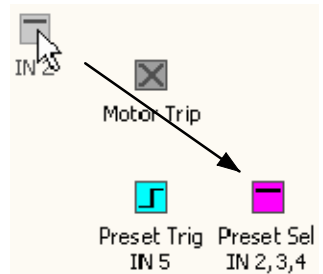 IN 2
Motor Trip
Preset Trig
IN 5
Preset Sel
IN 2,3,4